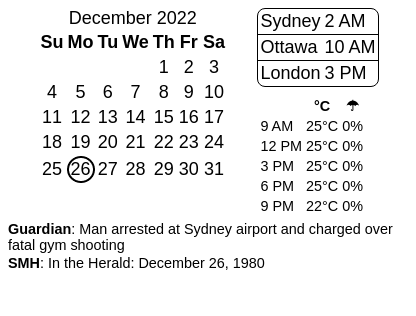 December 2022
Su Mo Tu We Th Fr Sa
1 2 3
4 5 6 7 8 9 10
11 12 13 14 15 16 17
18 19 20 21 22 23 24
25 26 27 28 29 30 31
Sydney 2 AM
Ottawa 10 AM
London 3 PM
°C ☂
9 AM 25°C 0%
12 PM 25°C 0%
3 PM 25°C 0%
6 PM 25°C 0%
9 PM 22°C 0%
Guardian: Man arrested at Sydney airport and charged over
fatal gym shooting
SMH: In the Herald: December 26, 1980